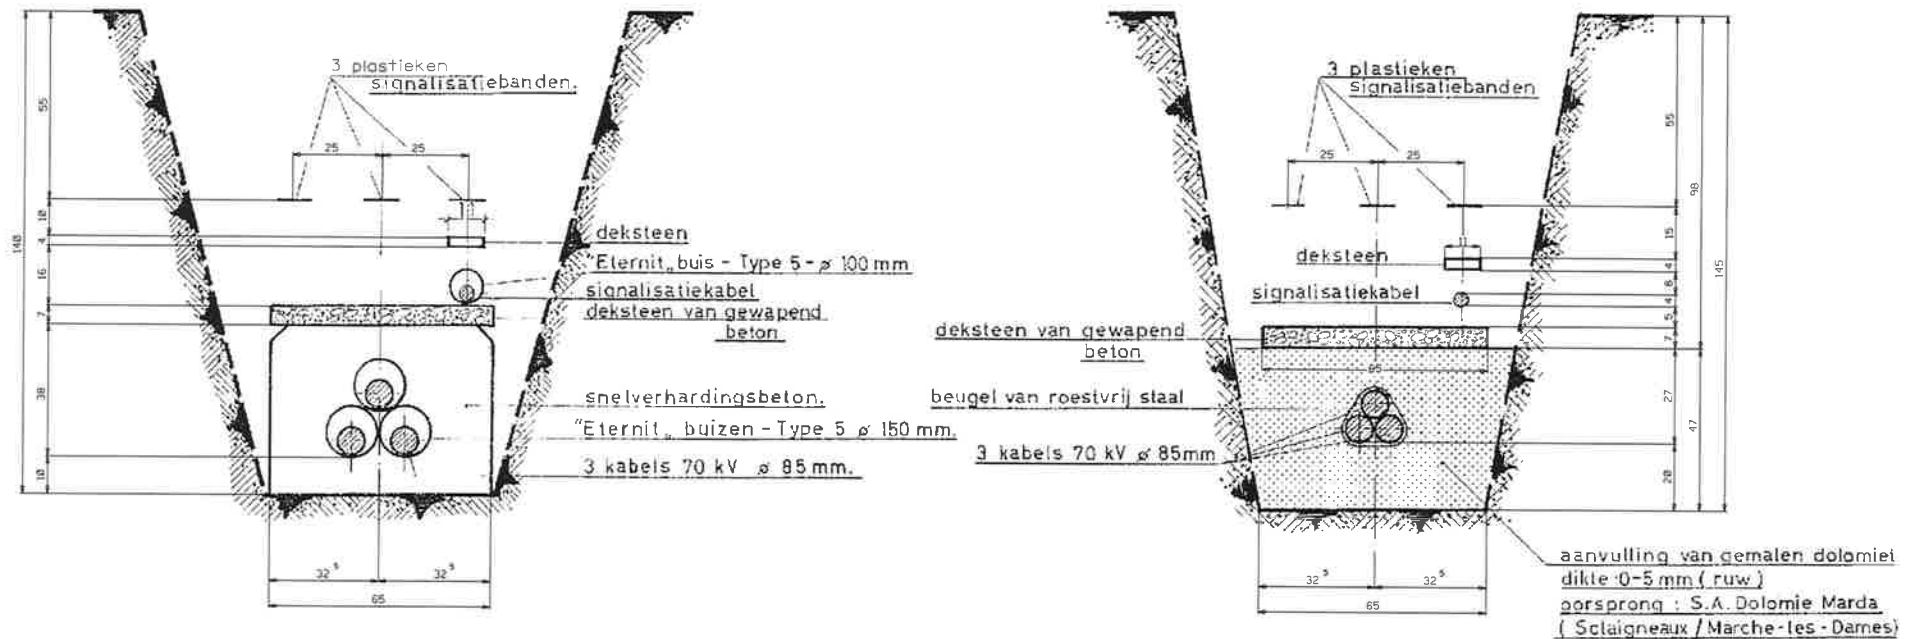 3 plastieken
signalisatiebanden.
25
25
55
10
4
16
7
38
10
140
deksteen
"Eternit„ buis - Type 5 - ø 100 mm
signalisatiekabel
deksteen van gewapend
beton
snelverhardingsbeton.
"Eternit„ buizen - Type 5 ø 150 mm.
3 kabels 70 kV ø 85 mm.
32⁵
32⁵
65
3 plastieken
signalisatiebanden
25
25
11
deksteen
signalisatiekabel
deksteen van gewapend
beton
65
beugel van roestvrij staal
3 kabels 70 kV ø 85mm
55
15
4
8
4
5
7
27
20
98
47
145
32⁵
32⁵
65
aanvulling van gemalen dolomiet
dikte :0-5 mm ( ruw )
oorsprong : S.A. Dolomie Marda
( Sclaigneaux / Marche-les-Dames)